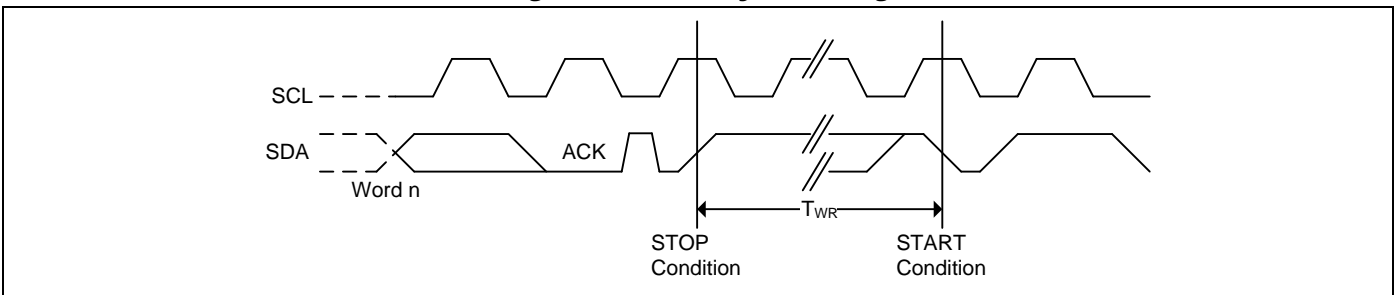 SCL
SDA
ACK
Word n
TWR
STOP
Condition
START
Condition